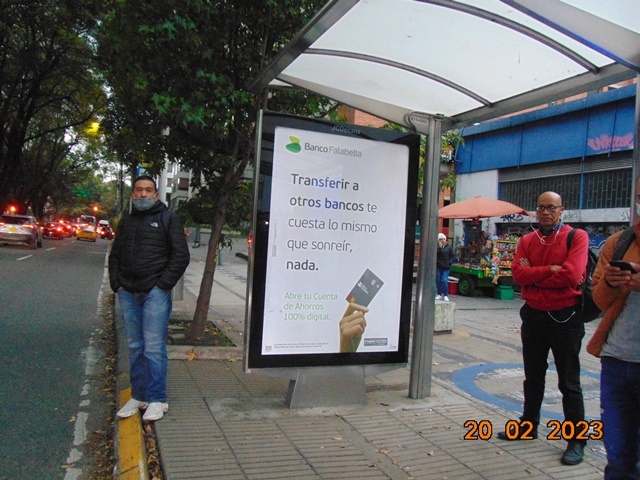 Banco Falabella
Transferir a
otros bancos te
cuesta lo mismo
que sonreír,
nada.
Abre tu Cuenta
de Ahorros
100% digital.
20 02 2023